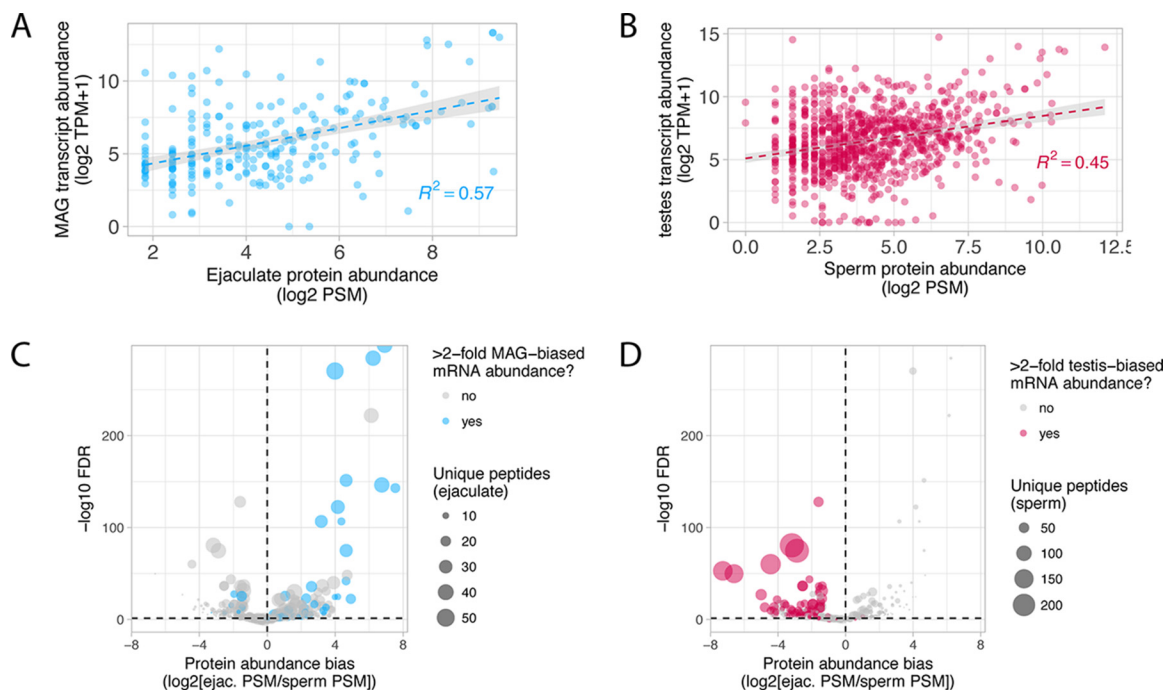 A
MAG transcript abundance
(log2 TPM+1)
10
5
0
R² = 0.57
2
4
6
8
Ejaculate protein abundance
(log2 PSM)
B
testes transcript abundance
(log2 TPM+1)
15
10
5
0
R² = 0.45
0.0
2.5
5.0
7.5
10.0
12.5
Sperm protein abundance
(log2 PSM)
C
−log10 FDR
200
100
0
−8
−4
0
4
8
Protein abundance bias
(log2[ejac. PSM/sperm PSM])
>2−fold MAG−biased
mRNA abundance?
no
yes
Unique peptides
(ejaculate)
10
20
30
40
50
D
−log10 FDR
200
100
0
−8
−4
0
4
8
Protein abundance bias
(log2[ejac. PSM/sperm PSM])
>2−fold testis−biased
mRNA abundance?
no
yes
Unique peptides
(sperm)
50
100
150
200